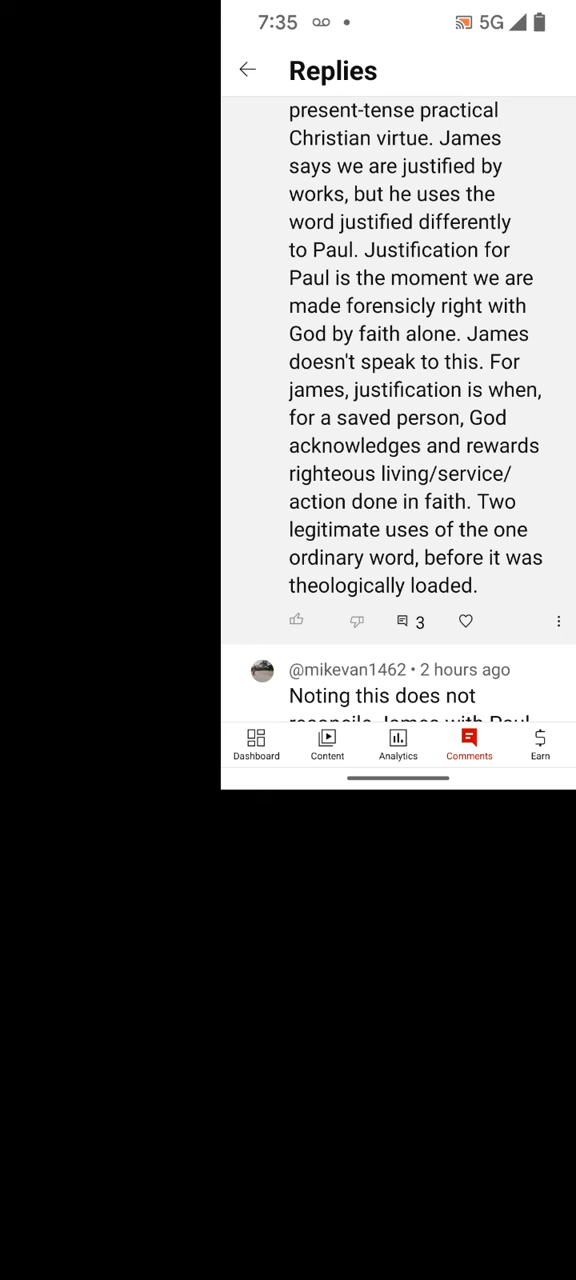 7:35
5G
Replies
present-tense practical
Christian virtue. James
says we are justified by
works, but he uses the
word justified differently
to Paul. Justification for
Paul is the moment we are
made forensicly right with
God by faith alone. James
doesn't speak to this. For
james, justification is when,
for a saved person, God
acknowledges and rewards
righteous living/service/
action done in faith. Two
legitimate uses of the one
ordinary word, before it was
theologically loaded.
3
@mikevan1462 • 2 hours ago
Noting this does not
reconcile James with Paul
Dashboard Content Analytics Comments Earn